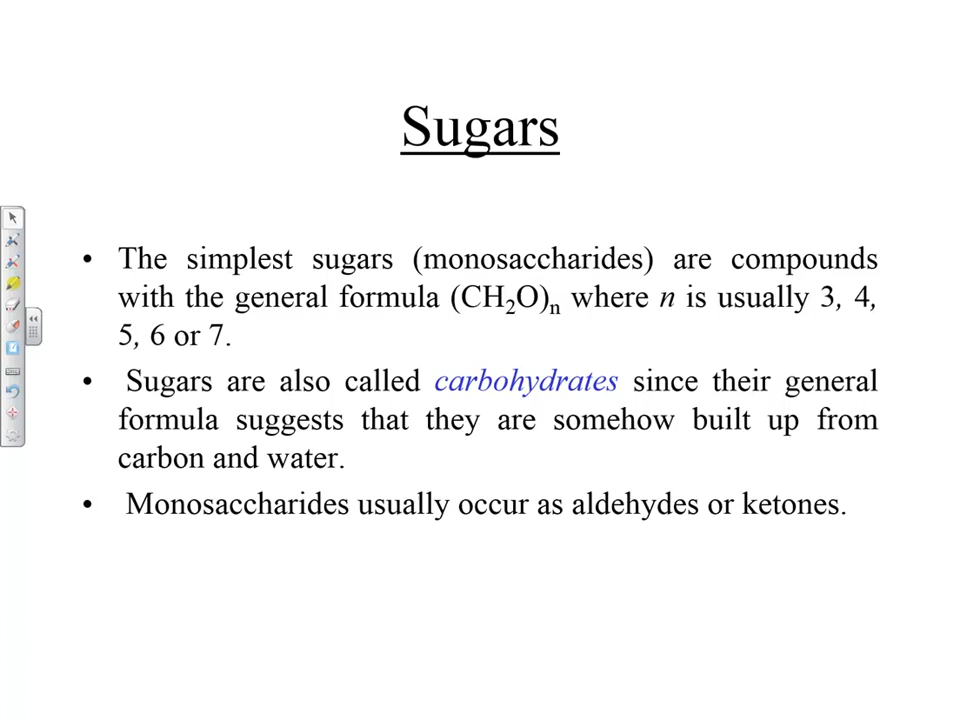 Sugars
• The simplest sugars (monosaccharides) are compounds
with the general formula (CH₂O)ₙ where n is usually 3, 4,
5, 6 or 7.
• Sugars are also called carbohydrates since their general
formula suggests that they are somehow built up from
carbon and water.
• Monosaccharides usually occur as aldehydes or ketones.